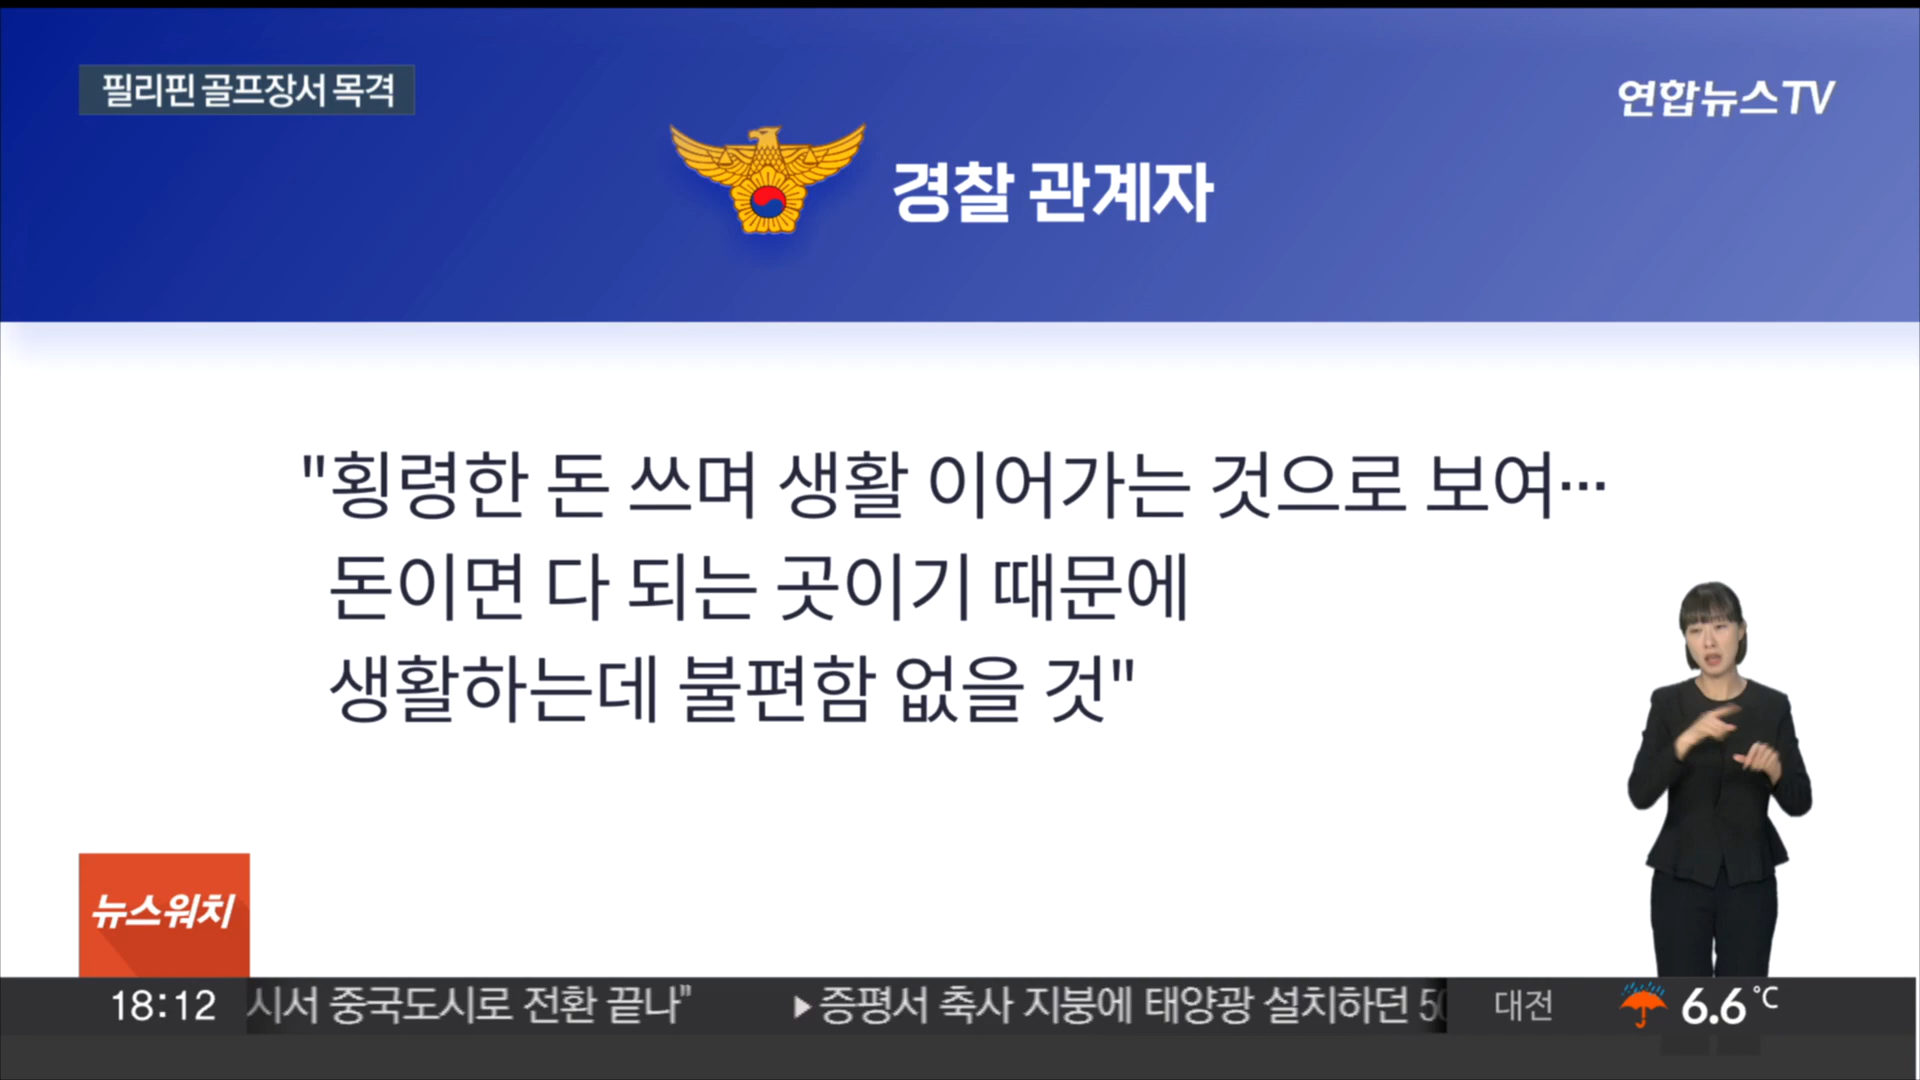 필리핀 골프장서 목격
연합뉴스TV
경찰 관계자
"횡령한 돈 쓰며 생활 이어가는 것으로 보여…
돈이면 다 되는 곳이기 때문에
생활하는데 불편함 없을 것"
뉴스워치
18:12 시서 중국도시로 전환 끝나” ▶증평서 축사 지붕에 태양광 설치하던 대전 6.6℃